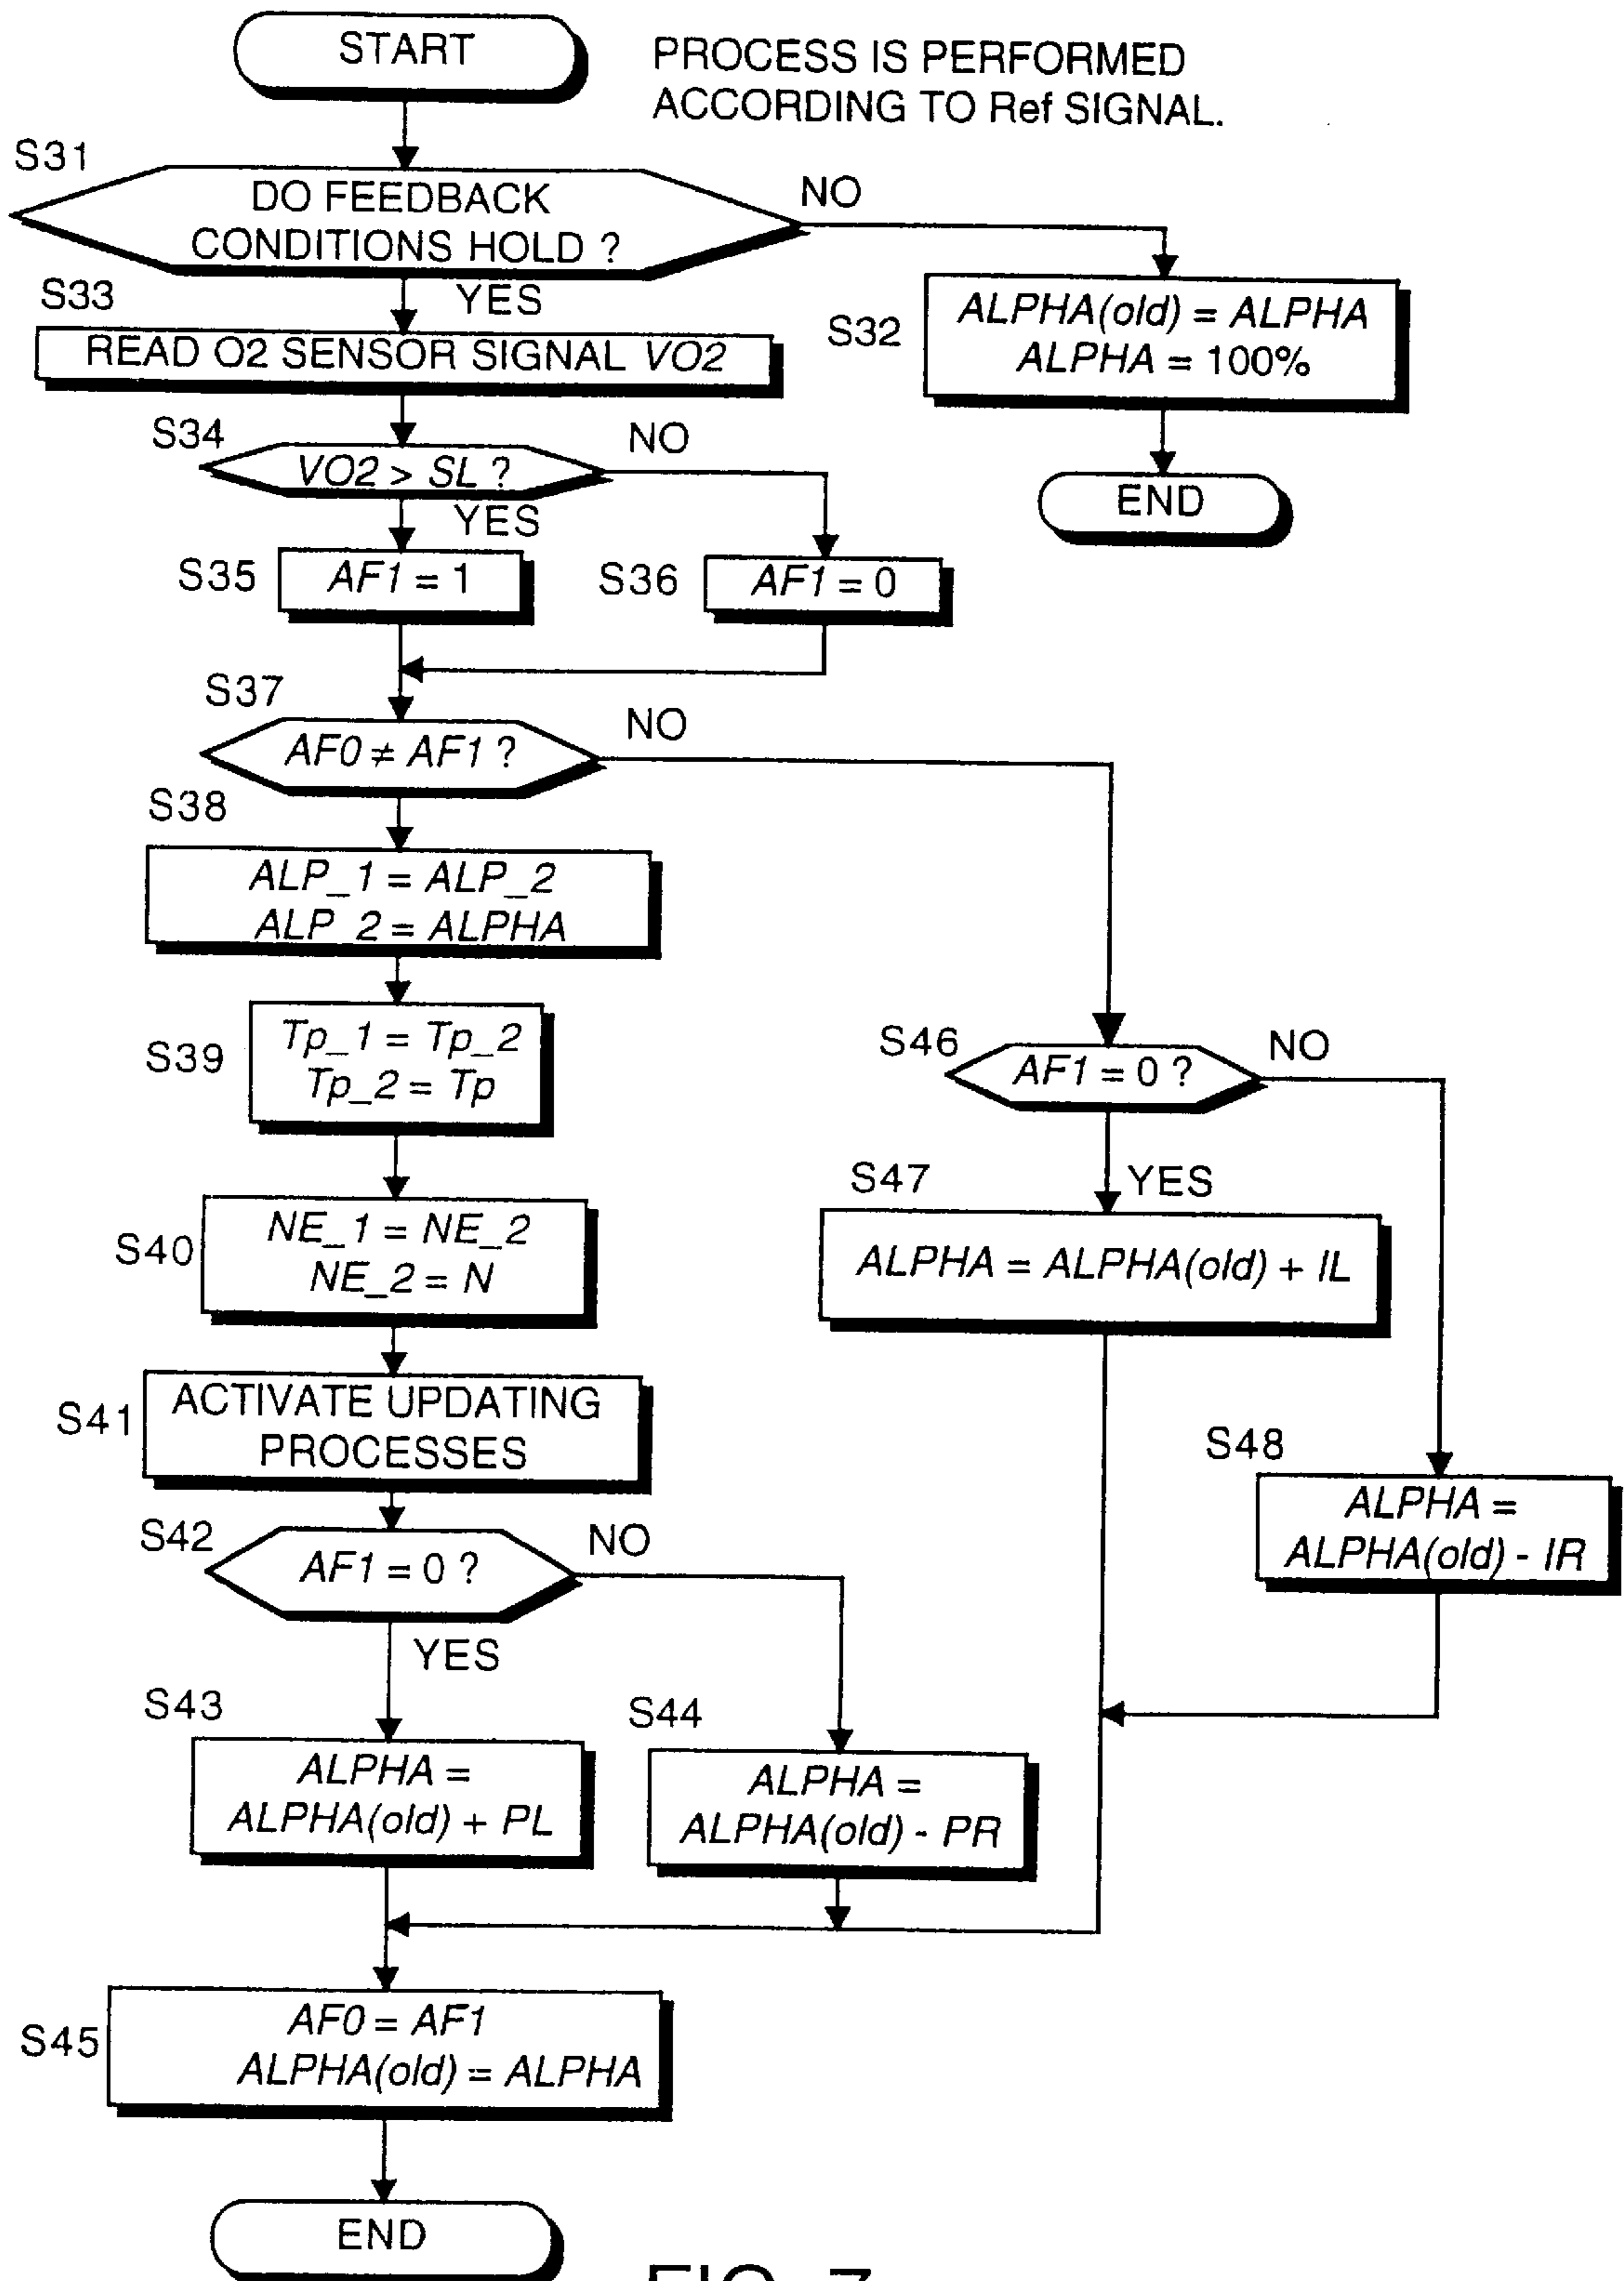 START
PROCESS IS PERFORMED
ACCORDING TO Ref SIGNAL.
S31
DO FEEDBACK
CONDITIONS HOLD ?
NO
YES
S32
ALPHA(old) = ALPHA
ALPHA = 100%
END
S33
READ O2 SENSOR SIGNAL VO2
S34
VO2 > SL ?
NO
YES
S35
AF1 = 1
S36
AF1 = 0
S37
AF0 ≠ AF1 ?
NO
S38
ALP_1 = ALP_2
ALP_2 = ALPHA
S39
Tp_1 = Tp_2
Tp_2 = Tp
S40
NE_1 = NE_2
NE_2 = N
S41
ACTIVATE UPDATING
PROCESSES
S42
AF1 = 0 ?
NO
YES
S43
ALPHA =
ALPHA(old) + PL
S44
ALPHA =
ALPHA(old) - PR
S46
AF1 = 0 ?
NO
YES
S47
ALPHA = ALPHA(old) + IL
S48
ALPHA =
ALPHA(old) - IR
S45
AF0 = AF1
ALPHA(old) = ALPHA
END
FIG. 7